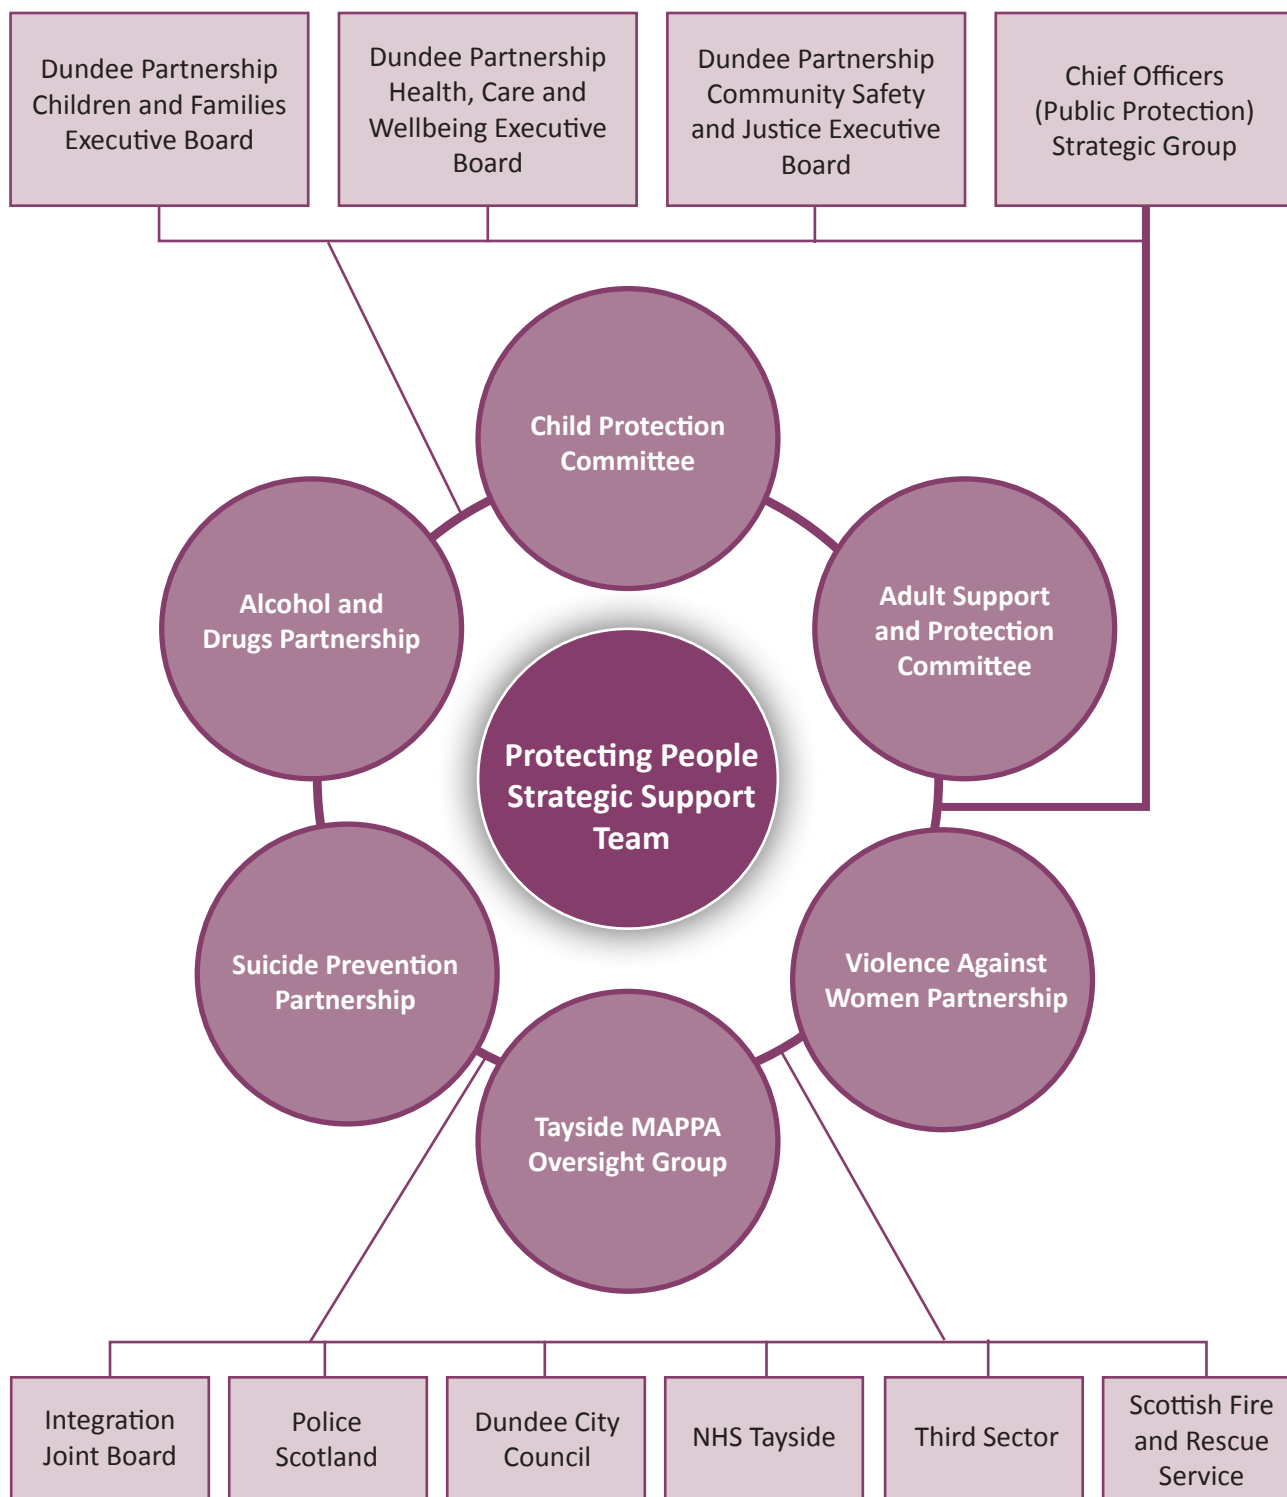 Dundee Partnership
Children and Families
Executive Board
Dundee Partnership
Health, Care and
Wellbeing Executive
Board
Dundee Partnership
Community Safety
and Justice Executive
Board
Chief Officers
(Public Protection)
Strategic Group
Child Protection
Committee
Alcohol and
Drugs Partnership
Adult Support
and Protection
Committee
Protecting People
Strategic Support
Team
Suicide Prevention
Partnership
Violence Against
Women Partnership
Tayside MAPPA
Oversight Group
Integration
Joint Board
Police
Scotland
Dundee City
Council
NHS Tayside
Third Sector
Scottish Fire
and Rescue
Service